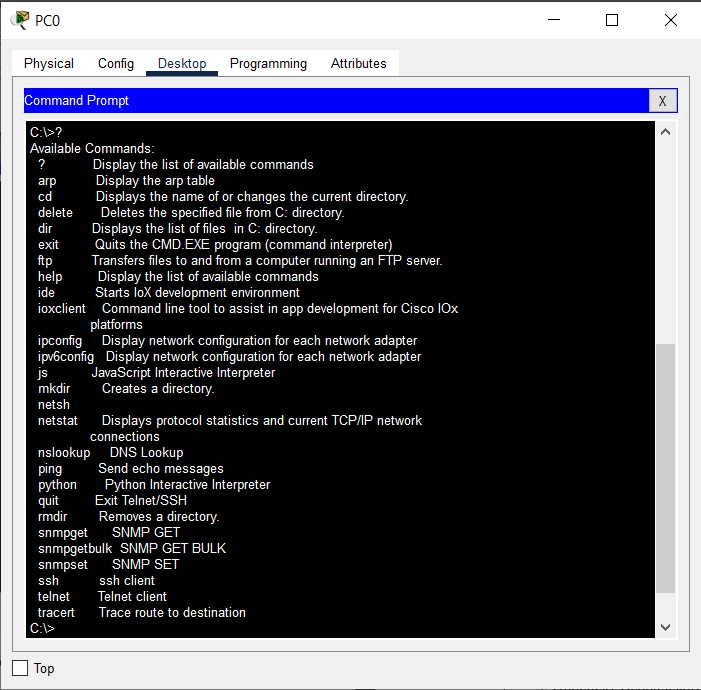 PC0
Physical Config Desktop Programming Attributes
Command Prompt X
C:\>?
Available Commands:
? Display the list of available commands
arp Display the arp table
cd Displays the name of or changes the current directory.
delete Deletes the specified file from C: directory.
dir Displays the list of files in C: directory.
exit Quits the CMD.EXE program (command interpreter)
ftp Transfers files to and from a computer running an FTP server.
help Display the list of available commands
ide Starts IoX development environment
ioxclient Command line tool to assist in app development for Cisco IOx
platforms
ipconfig Display network configuration for each network adapter
ipv6config Display network configuration for each network adapter
js JavaScript Interactive Interpreter
mkdir Creates a directory.
netsh
netstat Displays protocol statistics and current TCP/IP network
connections
nslookup DNS Lookup
ping Send echo messages
python Python Interactive Interpreter
quit Exit Telnet/SSH
rmdir Removes a directory.
snmpget SNMP GET
snmpgetbulk SNMP GET BULK
snmpset SNMP SET
ssh ssh client
telnet Telnet client
tracert Trace route to destination
C:\>
Top